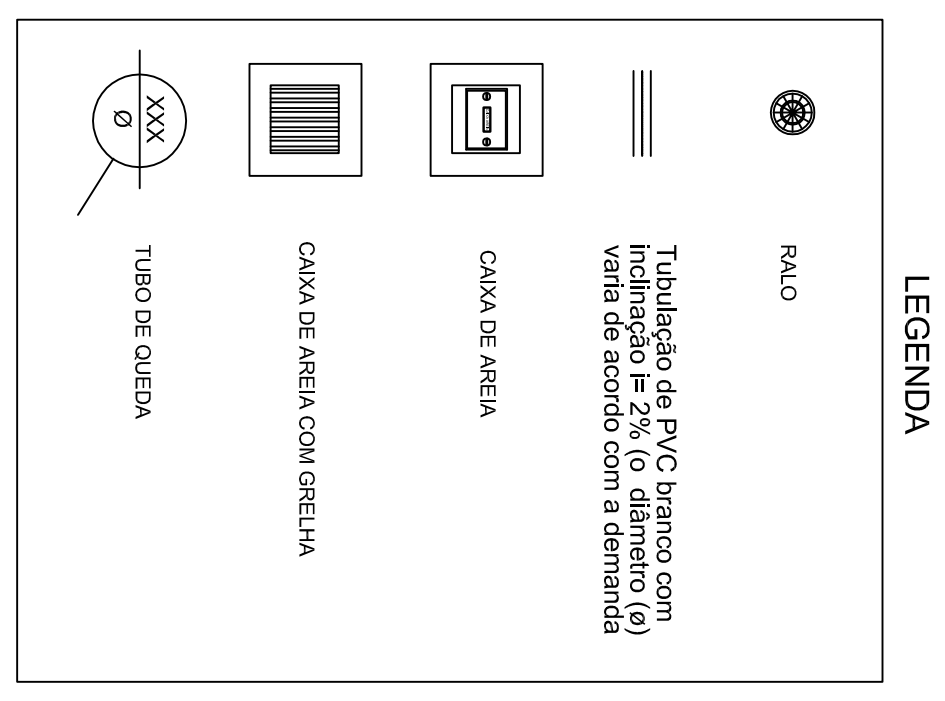 LEGENDA
RALO
Tubulação de PVC branco com
inclinação i= 2% (o diâmetro (ø)
varia de acordo com a demanda
CAIXA DE AREIA
CAIXA DE AREIA COM GRELHA
XXX
Ø
TUBO DE QUEDA